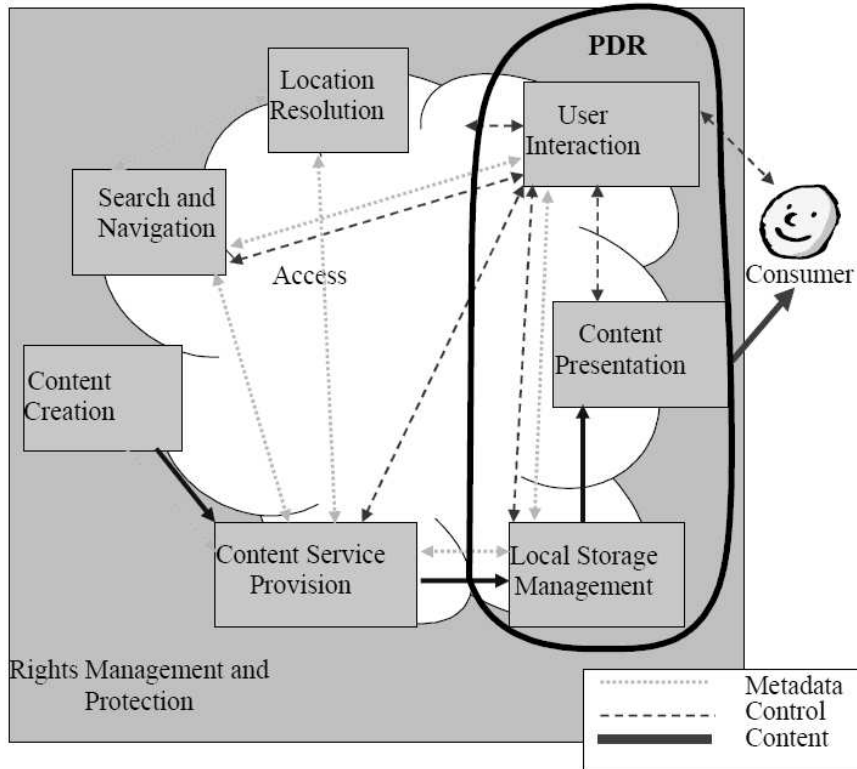 PDR
Location
Resolution
User
Interaction
Search and
Navigation
Access
Consumer
Content
Presentation
Content
Creation
Content Service
Provision
Local Storage
Management
Rights Management and
Protection
Metadata
Control
Content